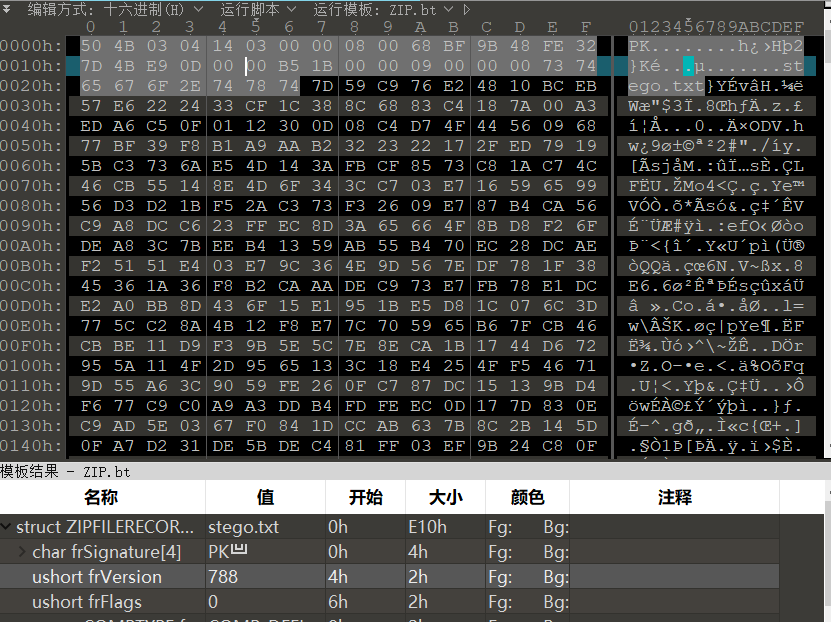 编辑方式: 十六进制(H) 运行脚本 运行模板: ZIP.bt
0 1 2 3 4 5 6 7 8 9 A B C D E F 0123456789ABCDEF
0000h: 50 4B 03 04 14 03 00 00 08 00 68 BF 9B 48 FE 32 PK........h¿›Hþ2
0010h: 7D 4B E9 0D 00 00 B5 1B 00 00 09 00 00 00 73 74 }Ké...µ.......st
0020h: 65 67 6F 2E 74 78 74 7D 59 C9 76 E2 48 10 BC EB ego.txt}YÉvâH.¼ë
0030h: 57 E6 22 24 33 CF 1C 38 8C 68 83 C4 18 7A 00 A3 Wæ"$3Ï.8ŒhƒÄ.z.£
0040h: ED A6 C5 0F 01 12 30 0D 08 C4 D7 4F 44 56 09 68 í¦Å...0..Ä×ODV.h
0050h: 77 BF 39 F8 B1 A9 AA B2 32 23 22 17 2F ED 79 19 w¿9ø±©ª²2#"./íy.
0060h: 5B C3 73 6A E5 4D 14 3A FB CF 85 73 C8 1A C7 4C [ÃsjåM.:ûÏ…sÈ.ÇL
0070h: 46 CB 55 14 8E 4D 6F 34 3C C7 03 E7 16 59 65 99 FËU.ŽMo4<Ç.ç.Ye™
0080h: 56 D3 D2 1B F5 2A C3 73 F3 26 09 E7 87 B4 CA 56 VÓÒ.õ*Ãsó&.ç‡´ÊV
0090h: C9 A8 DC C6 23 FF EC 8D 3A 65 66 4F 8B D8 F2 6F É¨ÜÆ#ÿì.:efO‹Øòo
00A0h: DE A8 3C 7B EE B4 13 59 AB 55 B4 70 EC 28 DC AE Þ¨<{î´.Y«U´pì(Ü®
00B0h: F2 51 51 E4 03 E7 9C 36 4E 9D 56 7E DF 78 1F 38 òQQä.çœ6N.V~ßx.8
00C0h: 45 36 1A 36 F8 B2 CA AA DE C9 73 E7 FB 78 E1 DC E6.6ø²ÊªÞÉsçûxáÜ
00D0h: E2 A0 BB 8D 43 6F 15 E1 95 1B E5 D8 1C 07 6C 3D â ».Co.á•.åØ..l=
00E0h: 77 5C C2 8A 4B 12 F8 E7 7C 70 59 65 B6 7F CB 46 w\ÂŠK.øç|pYe¶.ËF
00F0h: CB BE 11 D9 F3 9B 5E 5C 7E 8E CA 1B 17 44 D6 72 Ë¾.Ùó›^\~ŽÊ..DÖr
0100h: 95 5A 11 4F 2D 95 65 13 3C 18 E4 25 4F F5 46 71 •Z.O-•e.<.ä%OõFq
0110h: 9D 55 A6 3C 90 59 FE 26 0F C7 87 DC 15 13 9B D4 .U¦<.Yþ&.Ç‡Ü..›Ô
0120h: F6 77 C9 C0 A9 A3 DD B4 FD FE EC 0D 17 7D 83 0E öwÉÀ©£Ý´ýþì..}ƒ.
0130h: C9 AD 5E 03 67 F0 84 1D CC AB 63 7B 8C 2B 14 5D É-^.gð„.Ì«c{Œ+.]
0140h: 0F A7 D2 31 DE 5B DE C4 81 FF 03 EF 9B 24 C8 0F .§Ò1Þ[ÞÄ.ÿ.ï›$È.
模板结果 - ZIP.bt
名称 值 开始 大小 颜色 注释
struct ZIPFILERECOR... stego.txt 0h E10h Fg: Bg:
char frSignature[4] PK 0h 4h Fg: Bg:
ushort frVersion 788 4h 2h Fg: Bg:
ushort frFlags 0 6h 2h Fg: Bg: